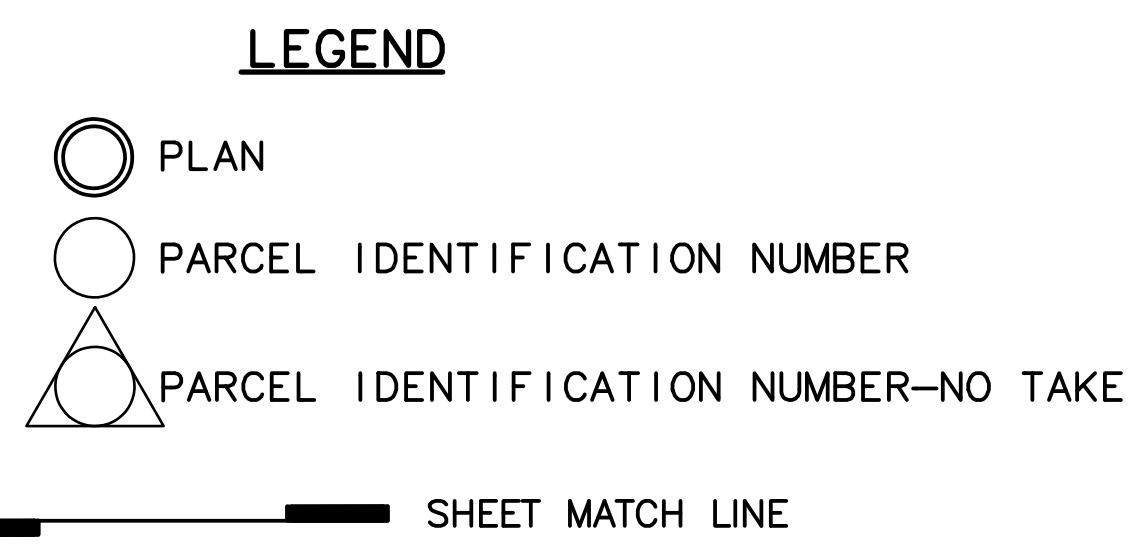 LEGEND
PLAN
PARCEL IDENTIFICATION NUMBER
PARCEL IDENTIFICATION NUMBER-NO TAKE
SHEET MATCH LINE